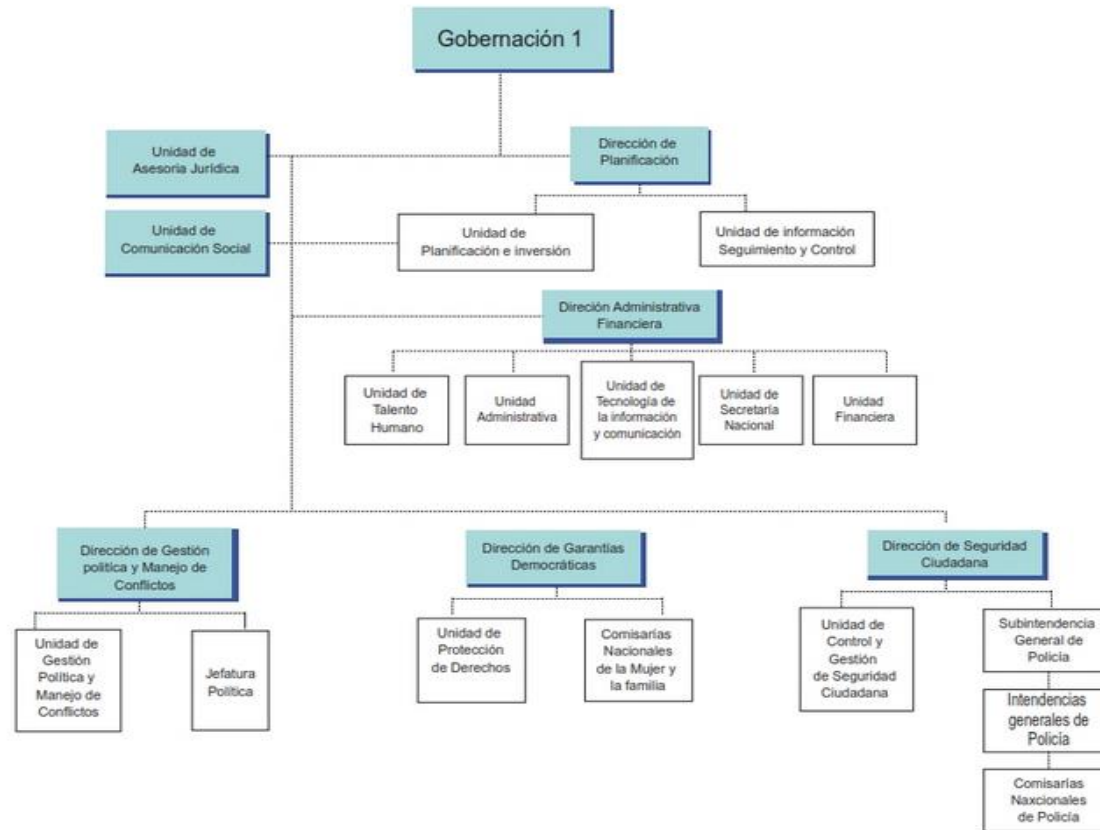 Gobernación 1
Unidad de
Asesoria Jurídica
Dirección de
Planificación
Unidad de
Comunicación Social
Unidad de
Planificación e inversión
Unidad de información
Seguimiento y Control
Direción Administrativa
Financiera
Unidad de
Talento
Humano
Unidad
Administrativa
Unidad de
Tecnología de
la información
y comunicación
Unidad de
Secretaría
Nacional
Unidad
Financiera
Dirección de Gestión
política y Manejo de
Conflictos
Dirección de Garantías
Democráticas
Dirección de Seguridad
Ciudadana
Unidad de
Gestión
Política y
Manejo de
Conflictos
Jefatura
Política
Unidad de
Protección
de Derechos
Comisarías
Nacionales
de la Mujer y
la familia
Unidad de
Control y
Gestión
de Seguridad
Ciudadana
Subintendencia
General de
Policía
Intendencias
generales de
Policía
Comisarías
Naxcionales
de Policía